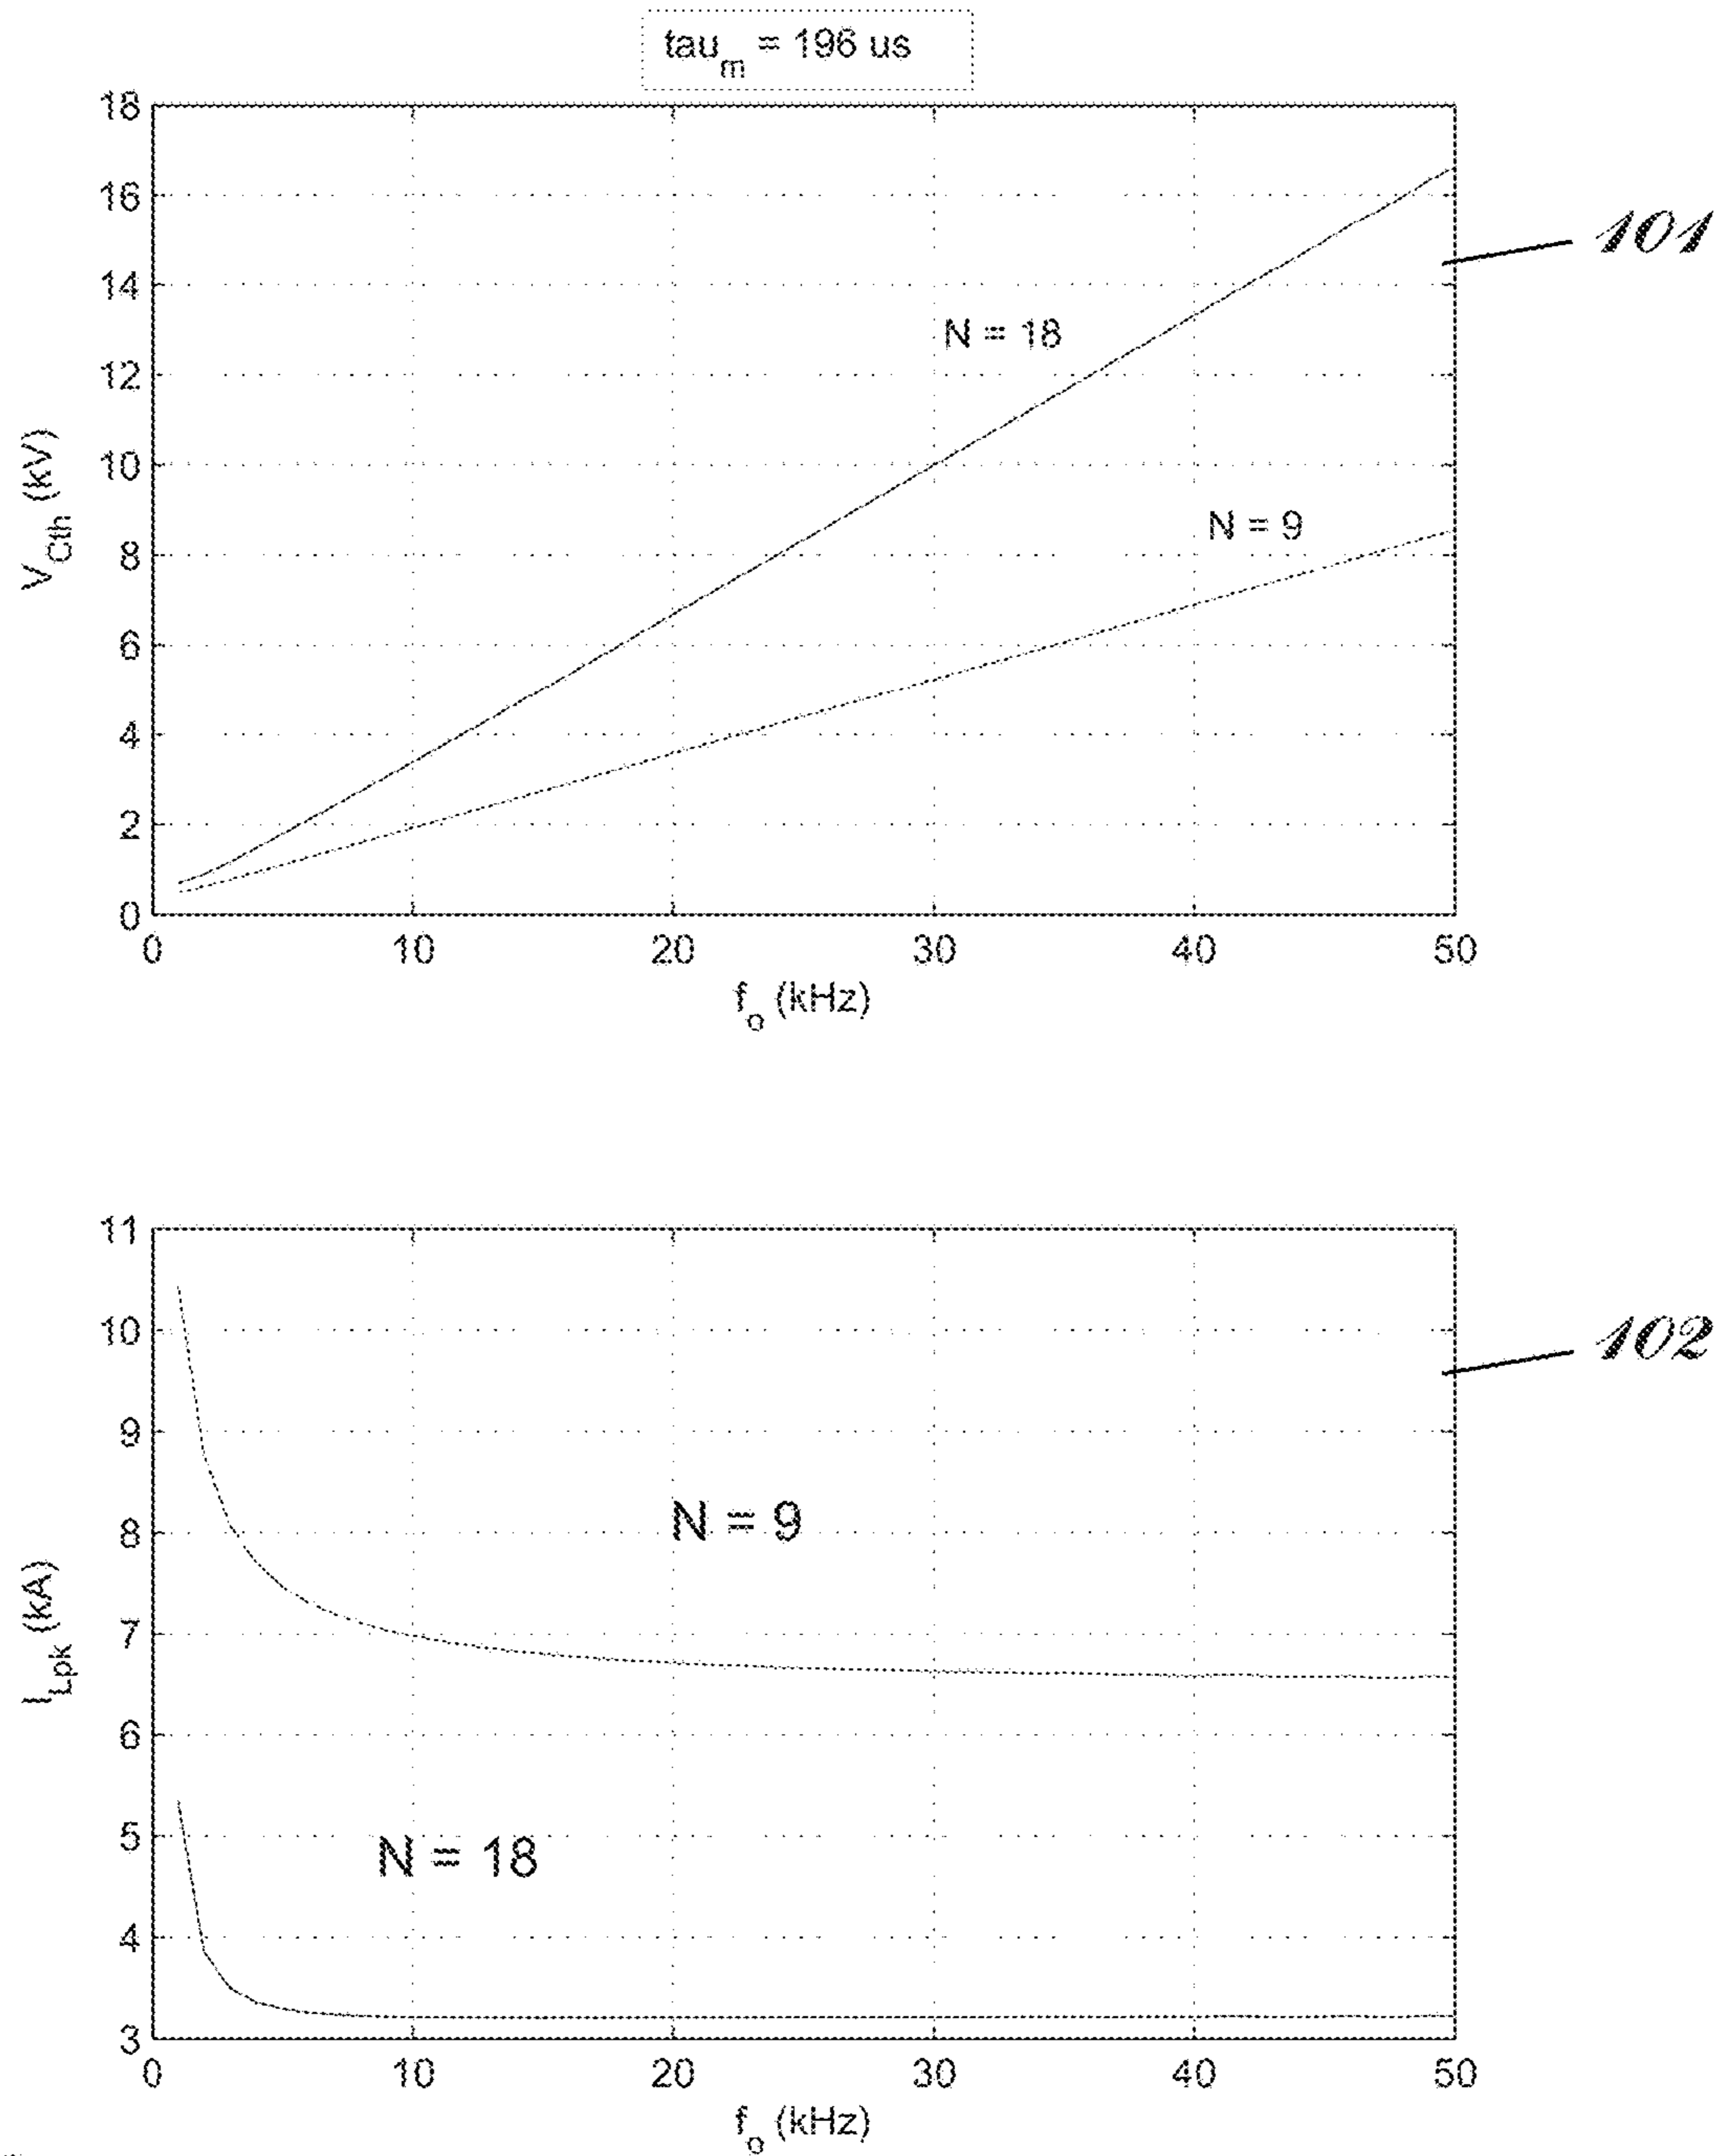 tau_m = 196 us
18
16
14
12
10
8
6
4
2
0
V_Cth (kV)
N = 18
N = 9
101
0 10 20 30 40 50
f_o (kHz)
11
10
9
8
7
6
5
4
3
I_Lpk (kA)
N = 9
N = 18
102
0 10 20 30 40 50
f_o (kHz)